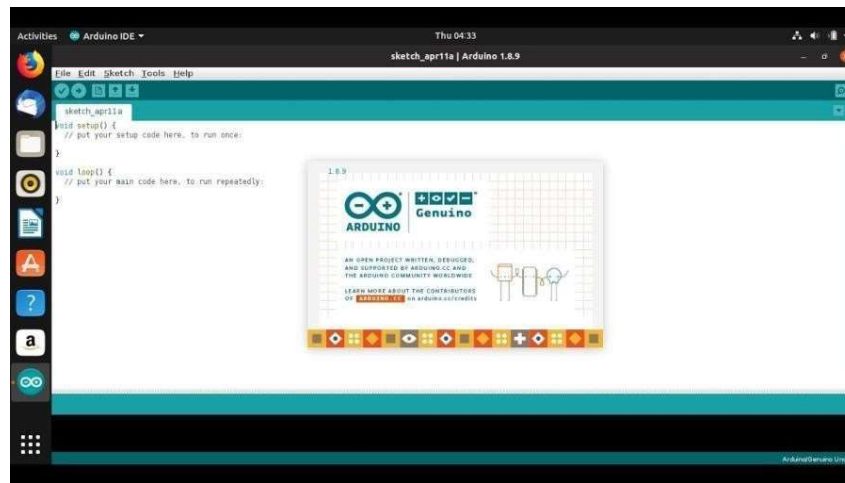 Activities Arduino IDE Thu 04:33
sketch_apr11a | Arduino 1.8.9
File Edit Sketch Tools Help
sketch_apr11a
void setup() {
// put your setup code here, to run once:
}
void loop() {
// put your main code here, to run repeatedly:
}
1.8.9
ARDUINO
Genuino
AN OPEN PROJECT WRITTEN, DEBUGGED,
AND SUPPORTED BY ARDUINO.CC AND
THE ARDUINO COMMUNITY WORLDWIDE
LEARN MORE ABOUT THE CONTRIBUTORS
OF ARDUINO.CC on arduino.cc/credits
?
a
Arduino/Genuino Uno